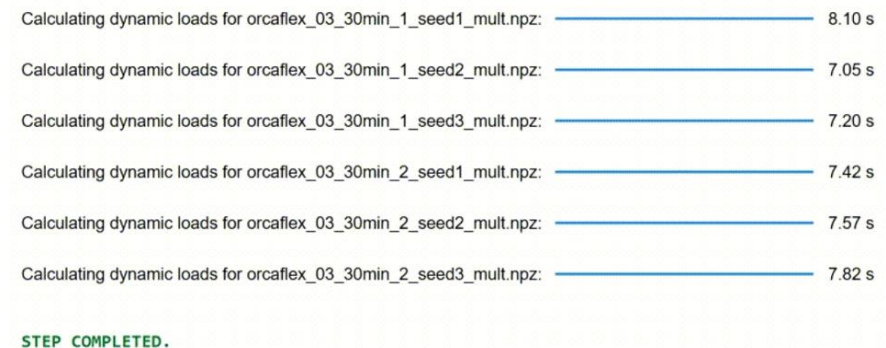 Calculating dynamic loads for orcaflex_03_30min_1_seed1_mult.npz: 8.10 s
Calculating dynamic loads for orcaflex_03_30min_1_seed2_mult.npz: 7.05 s
Calculating dynamic loads for orcaflex_03_30min_1_seed3_mult.npz: 7.20 s
Calculating dynamic loads for orcaflex_03_30min_2_seed1_mult.npz: 7.42 s
Calculating dynamic loads for orcaflex_03_30min_2_seed2_mult.npz: 7.57 s
Calculating dynamic loads for orcaflex_03_30min_2_seed3_mult.npz: 7.82 s
STEP COMPLETED.